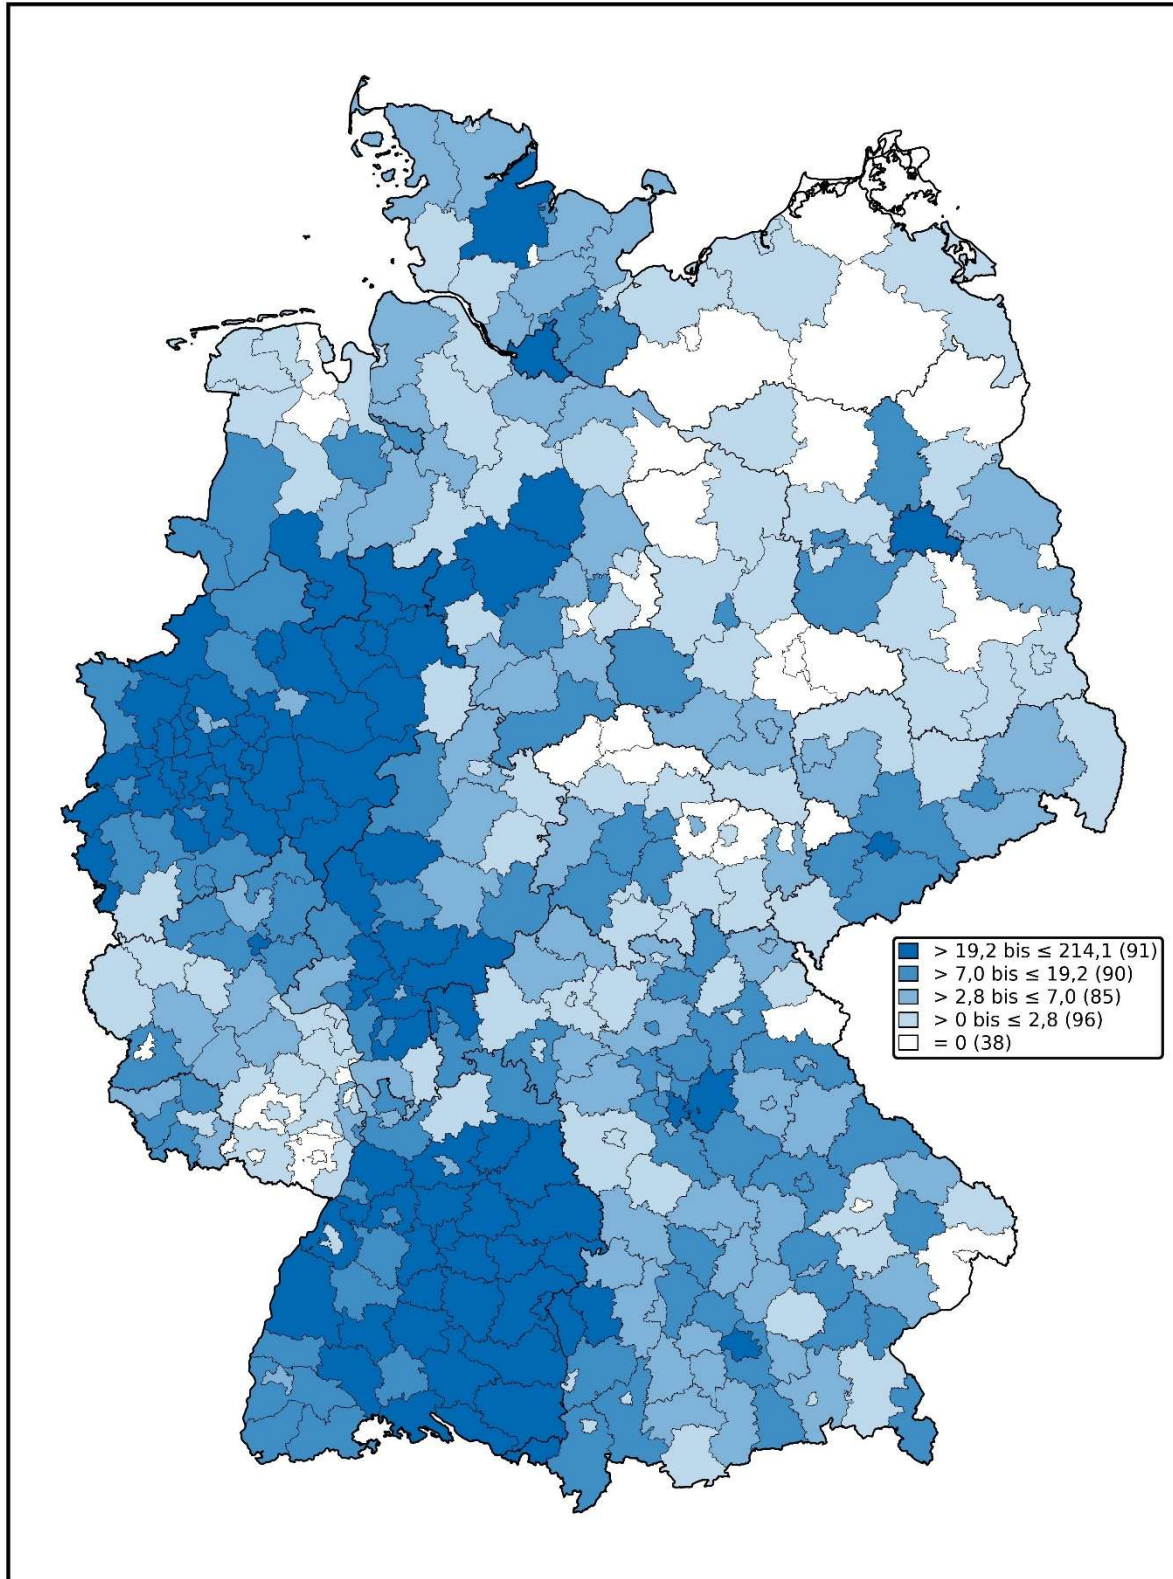 > 19,2 bis ≤ 214,1 (91)
> 7,0 bis ≤ 19,2 (90)
> 2,8 bis ≤ 7,0 (85)
> 0 bis ≤ 2,8 (96)
= 0 (38)